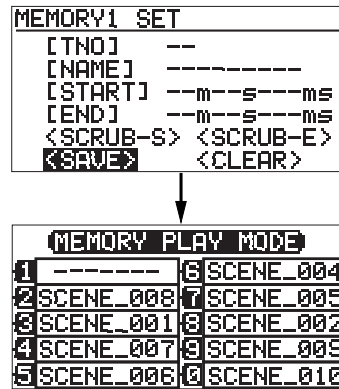 MEMORY1 SET
[TNO] --
[NAME] ----------
[START] --m--s---ms
[END] --m--s---ms
<SCRUB-S> <SCRUB-E>
<SAVE> <CLEAR>
(MEMORY PLAY MODE)
1 ------- 6 SCENE_004
2 SCENE_008 7 SCENE_005
3 SCENE_001 8 SCENE_002
4 SCENE_007 9 SCENE_009
5 SCENE_006 0 SCENE_010